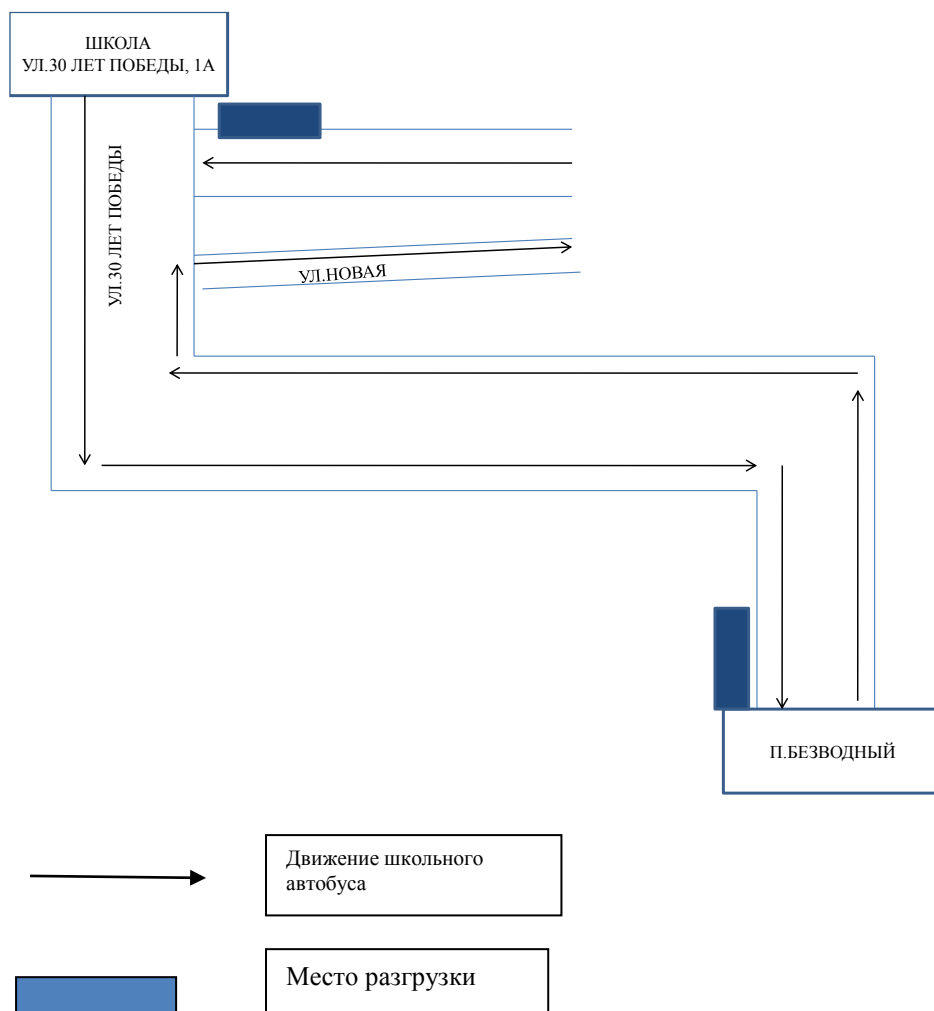 ШКОЛА
УЛ.30 ЛЕТ ПОБЕДЫ, 1А
УЛ.30 ЛЕТ ПОБЕДЫ
УЛ.НОВАЯ
П.БЕЗВОДНЫЙ
Движение школьного
автобуса
Место разгрузки